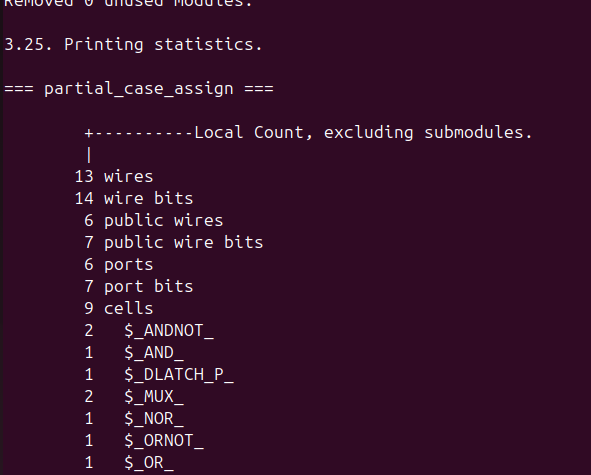 Removed 0 unused modules.
3.25. Printing statistics.
=== partial_case_assign ===
+----------Local Count, excluding submodules.
|
13 wires
14 wire bits
6 public wires
7 public wire bits
6 ports
7 port bits
9 cells
2 $_ANDNOT_
1 $_AND_
1 $_DLATCH_P_
2 $_MUX_
1 $_NOR_
1 $_ORNOT_
1 $_OR_